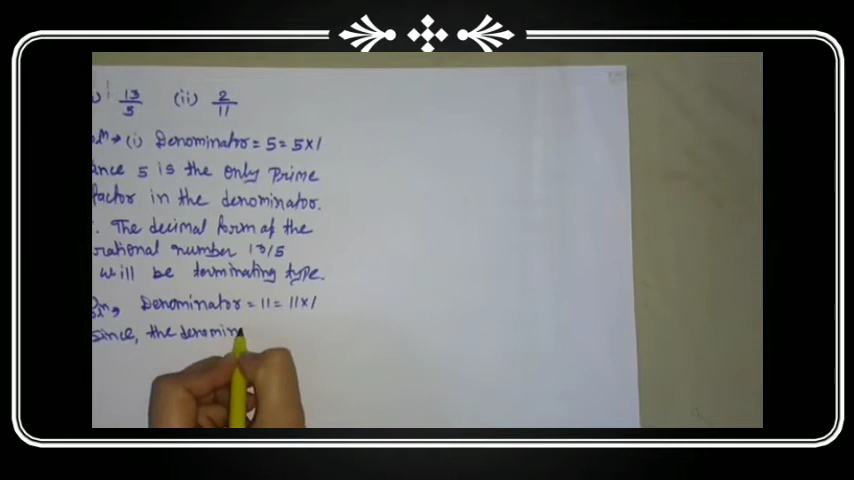 13/5 (ii) 2/11
(i) Denominator = 5 = 5×1
5 is the only Prime
factor in the denominator.
The decimal form of the
rational number 13/5
will be terminating type.
Denominator = 11 = 11×1
since, the denomin